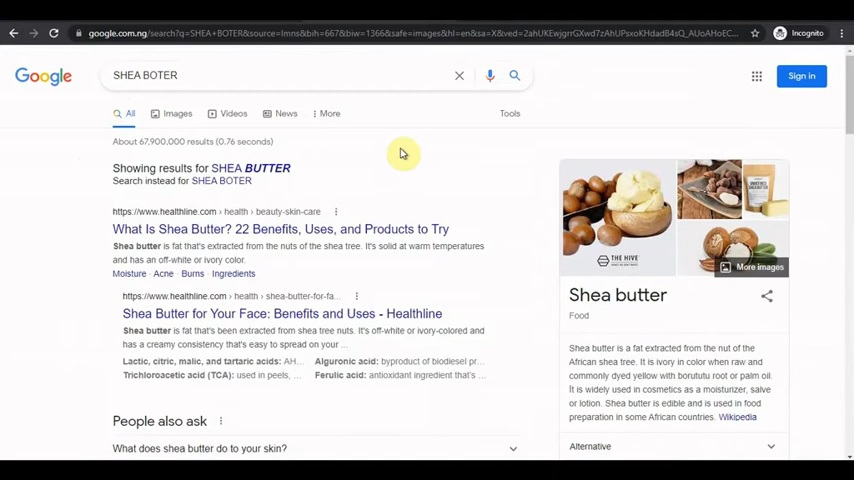 google.com.ng/search?q=SHEA+BOTER&source=lmns&bih=667&biw=1366&safe=images&hl=en&sa=X&ved=
Incognito
Google
SHEA BOTER
Sign in
All
Images
Videos
News
More
Tools
About 67,900,000 results (0.76 seconds)
Showing results for SHEA BUTTER
Search instead for SHEA BOTER
https://www.healthline.com › health › beauty-skin-care
What Is Shea Butter? 22 Benefits, Uses, and Products to Try
Shea butter is fat that's extracted from the nuts of the shea tree. It's solid at warm temperatures
and has an off-white or ivory color.
Moisture · Acne · Burns · Ingredients
https://www.healthline.com › health › shea-butter-for-fa...
Shea Butter for Your Face: Benefits and Uses - Healthline
Shea butter is fat that's been extracted from shea tree nuts. It's off-white or ivory-colored and
has a creamy consistency that's easy to spread on your ...
Lactic, citric, malic, and tartaric acids: AH... Alguronic acid: byproduct of biodiesel pr...
Trichloroacetic acid (TCA): used in peels, ... Ferulic acid: antioxidant ingredient that's ...
People also ask
What does shea butter do to your skin?
THE HIVE
UNREFINED
SHEA BUTTER
More images
Shea butter
Food
Shea butter is a fat extracted from the nut of the
African shea tree. It is ivory in color when raw and
commonly dyed yellow with borututu root or palm oil.
It is widely used in cosmetics as a moisturizer, salve
or lotion. Shea butter is edible and is used in food
preparation in some African countries. Wikipedia
Alternative